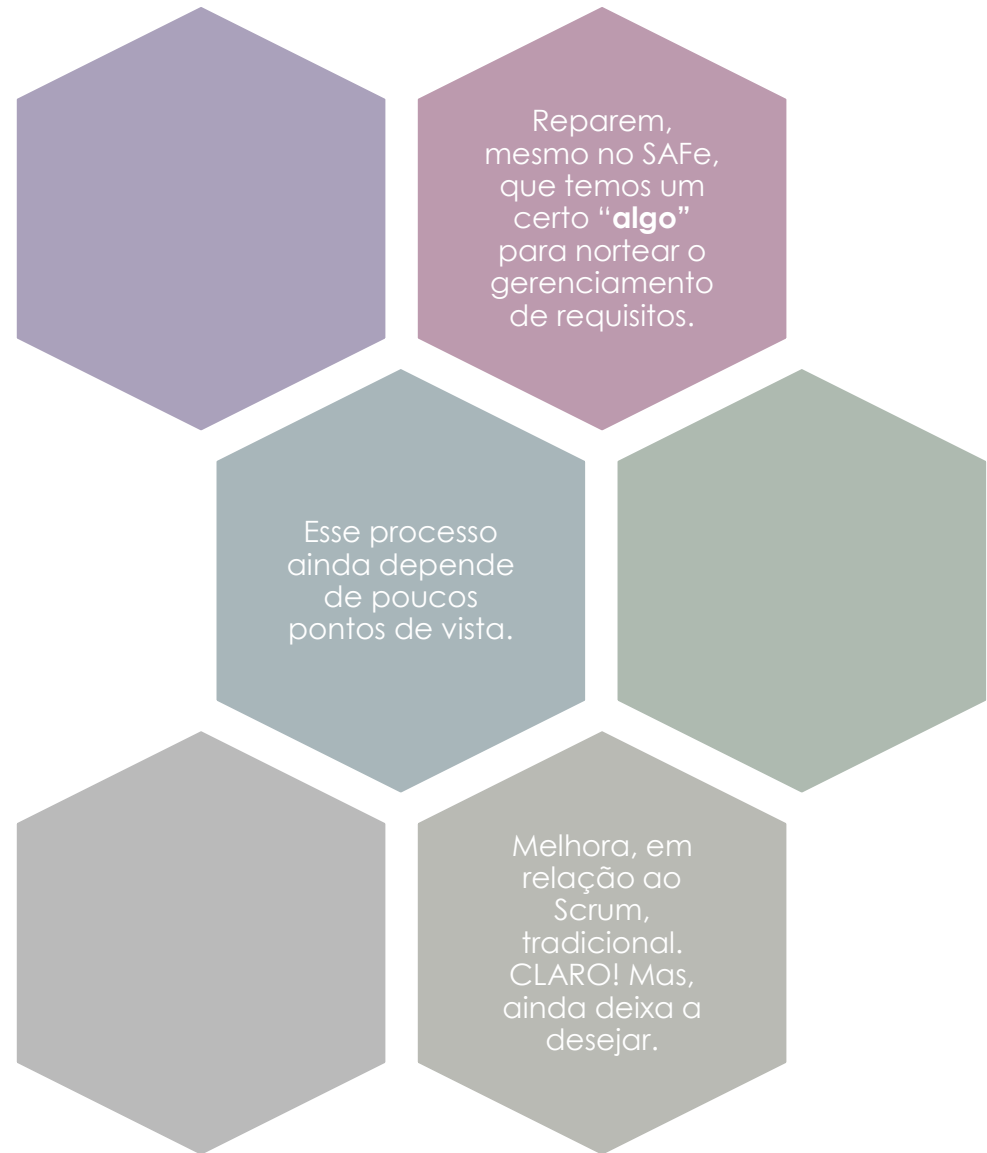 Reparem,
mesmo no SAFe,
que temos um
certo “algo”
para nortear o
gerenciamento
de requisitos.
Esse processo
ainda depende
de poucos
pontos de vista.
Melhora, em
relação ao
Scrum,
tradicional.
CLARO! Mas,
ainda deixa a
desejar.